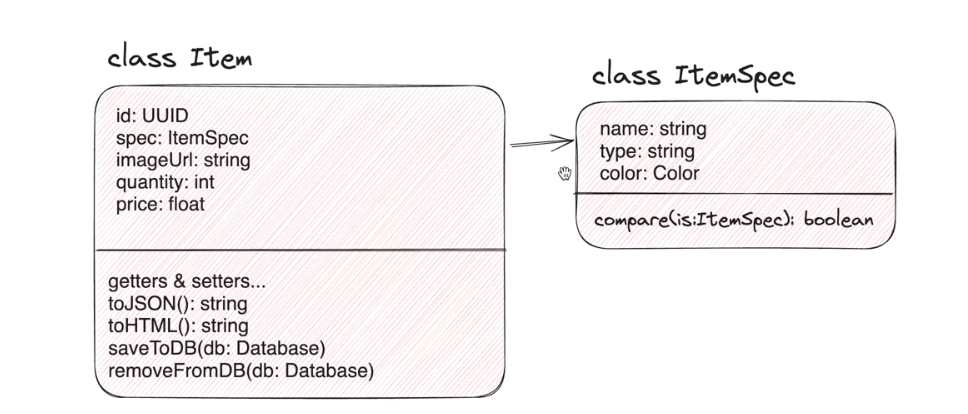 class Item
id: UUID
spec: ItemSpec
imageUrl: string
quantity: int
price: float
getters & setters...
toJSON(): string
toHTML(): string
saveToDB(db: Database)
removeFromDB(db: Database)
class ItemSpec
name: string
type: string
color: Color
compare(is:ItemSpec): boolean